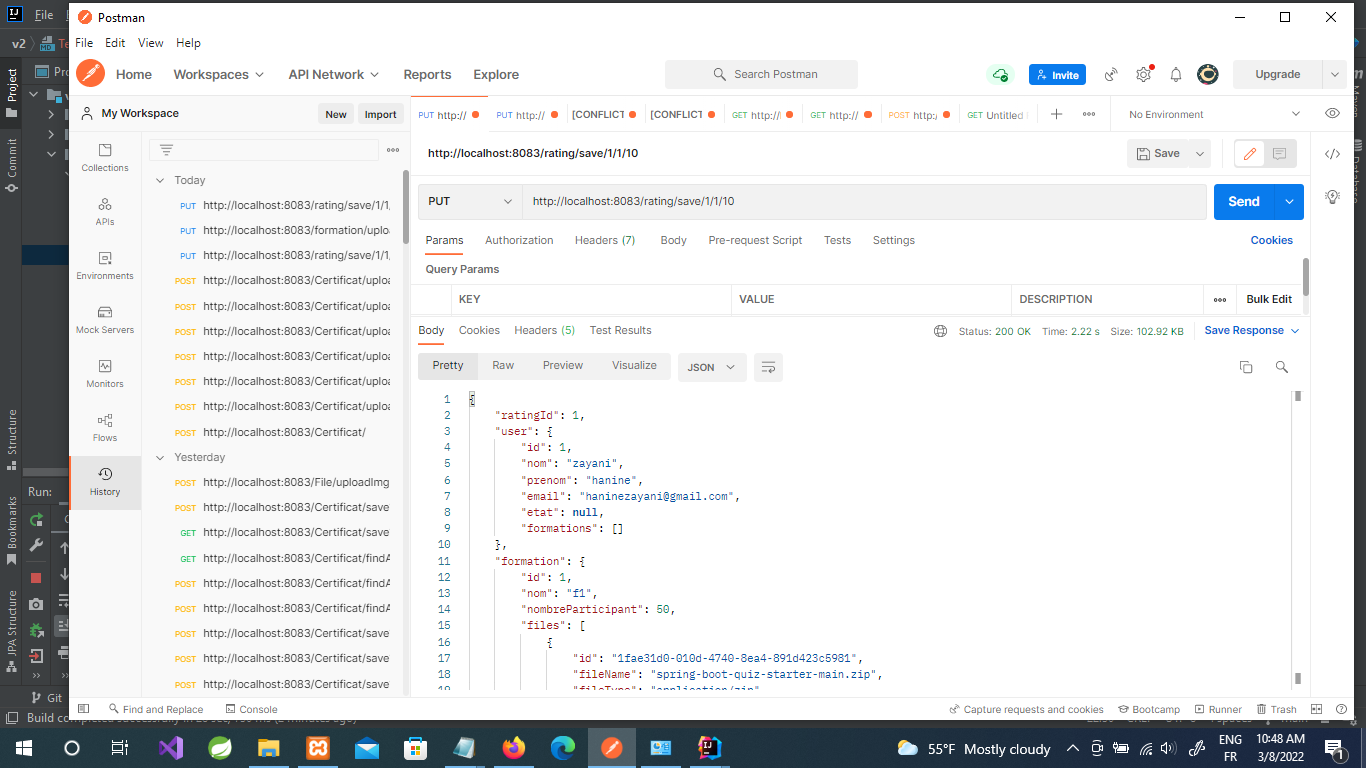 File
Postman
File Edit View Help
v2
Home Workspaces API Network Reports Explore
Search Postman
Invite
Upgrade
Project
My Workspace
New Import
PUT http:// PUT http:// [CONFLICT [CONFLICT GET http:// GET http:// POST http: GET Untitled
No Environment
http://localhost:8083/rating/save/1/1/10
Save
Commit
Collections
APIs
Environments
Mock Servers
Monitors
Flows
History
Today
PUT http://localhost:8083/rating/save/1/1,
PUT http://localhost:8083/formation/uploa
PUT http://localhost:8083/rating/save/1/1,
POST http://localhost:8083/Certificat/uploa
POST http://localhost:8083/Certificat/uploa
POST http://localhost:8083/Certificat/uploa
POST http://localhost:8083/Certificat/uploa
POST http://localhost:8083/Certificat/uploa
POST http://localhost:8083/Certificat/uploa
POST http://localhost:8083/Certificat/
Yesterday
POST http://localhost:8083/File/uploadImg
POST http://localhost:8083/Certificat/save
GET http://localhost:8083/Certificat/save
GET http://localhost:8083/Certificat/findA
POST http://localhost:8083/Certificat/findA
POST http://localhost:8083/Certificat/findA
POST http://localhost:8083/Certificat/save
POST http://localhost:8083/Certificat/save
POST http://localhost:8083/Certificat/save
PUT
http://localhost:8083/rating/save/1/1/10
Send
Params Authorization Headers (7) Body Pre-request Script Tests Settings
Cookies
Query Params
KEY VALUE DESCRIPTION
Bulk Edit
Body Cookies Headers (5) Test Results
Status: 200 OK Time: 2.22 s Size: 102.92 KB
Save Response
Pretty Raw Preview Visualize
JSON
1 {
2 "ratingId": 1,
3 "user": {
4 "id": 1,
5 "nom": "zayani",
6 "prenom": "hanine",
7 "email": "haninezayani@gmail.com",
8 "etat": null,
9 "formations": []
10 },
11 "formation": {
12 "id": 1,
13 "nom": "f1",
14 "nombreParticipant": 50,
15 "files": [
16 {
17 "id": "1fae31d0-010d-4740-8ea4-891d423c5981",
18 "fileName": "spring-boot-quiz-starter-main.zip",
19 "fileType": "application/zip"
Structure
Run:
Bookmarks
JPA Structure
Git
Find and Replace
Console
Capture requests and cookies
Bootcamp
Runner
Trash
Build completed successfully in
55°F Mostly cloudy
ENG
FR
10:48 AM
3/8/2022
1